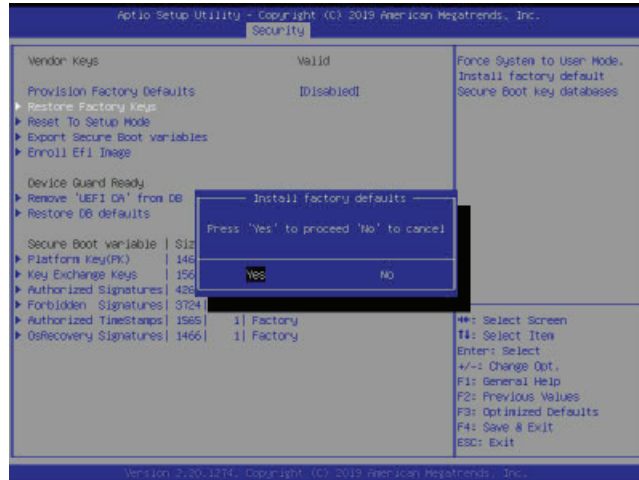 Aptio Setup Utility - Copyright (C) 2019 American Megatrends, Inc.
Security
Vendor Keys Valid
Provision Factory Defaults [Disabled]
Restore Factory Keys
Reset To Setup Mode
Export Secure Boot variables
Enroll Efi Image
Device Guard Ready
Remove 'UEFI CA' from DB
Restore DB defaults
Secure Boot variable | Siz
Platform Key(PK) | 146
Key Exchange Keys | 156
Authorized Signatures| 426
Forbidden Signatures| 3724|
Authorized TimeStamps| 1565| 1| Factory
OsRecovery Signatures| 1466| 1| Factory
Install factory defaults
Press 'Yes' to proceed 'No' to cancel
Yes No
Force System to User Mode.
Install factory default
Secure Boot key databases
↔: Select Screen
↑↓: Select Item
Enter: Select
+/-: Change Opt.
F1: General Help
F2: Previous Values
F3: Optimized Defaults
F4: Save & Exit
ESC: Exit
Version 2.20.1274. Copyright (C) 2019 American Megatrends, Inc.